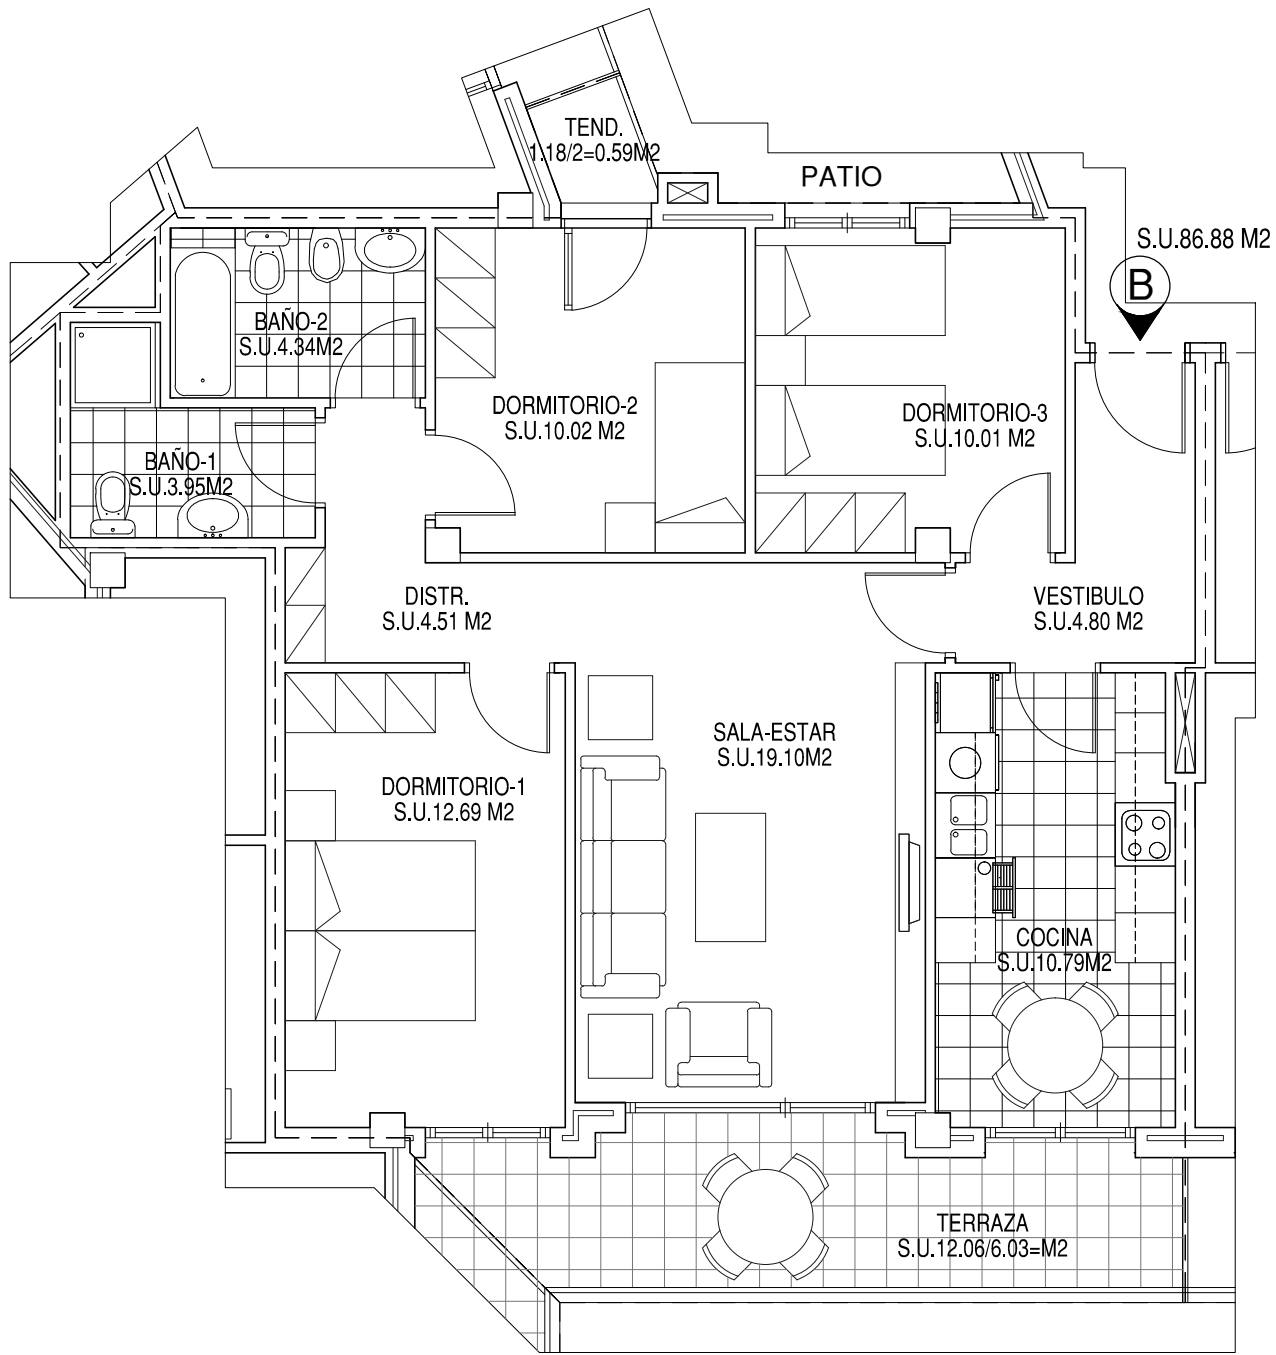 TEND.
1.18/2=0.59M2
PATIO
S.U.86.88 M2
B
BAÑO-2
S.U.4.34M2
DORMITORIO-2
S.U.10.02 M2
DORMITORIO-3
S.U.10.01 M2
BAÑO-1
S.U.3.95M2
DISTR.
S.U.4.51 M2
VESTIBULO
S.U.4.80 M2
SALA-ESTAR
S.U.19.10M2
DORMITORIO-1
S.U.12.69 M2
COCINA
S.U.10.79M2
TERRAZA
S.U.12.06/6.03=M2